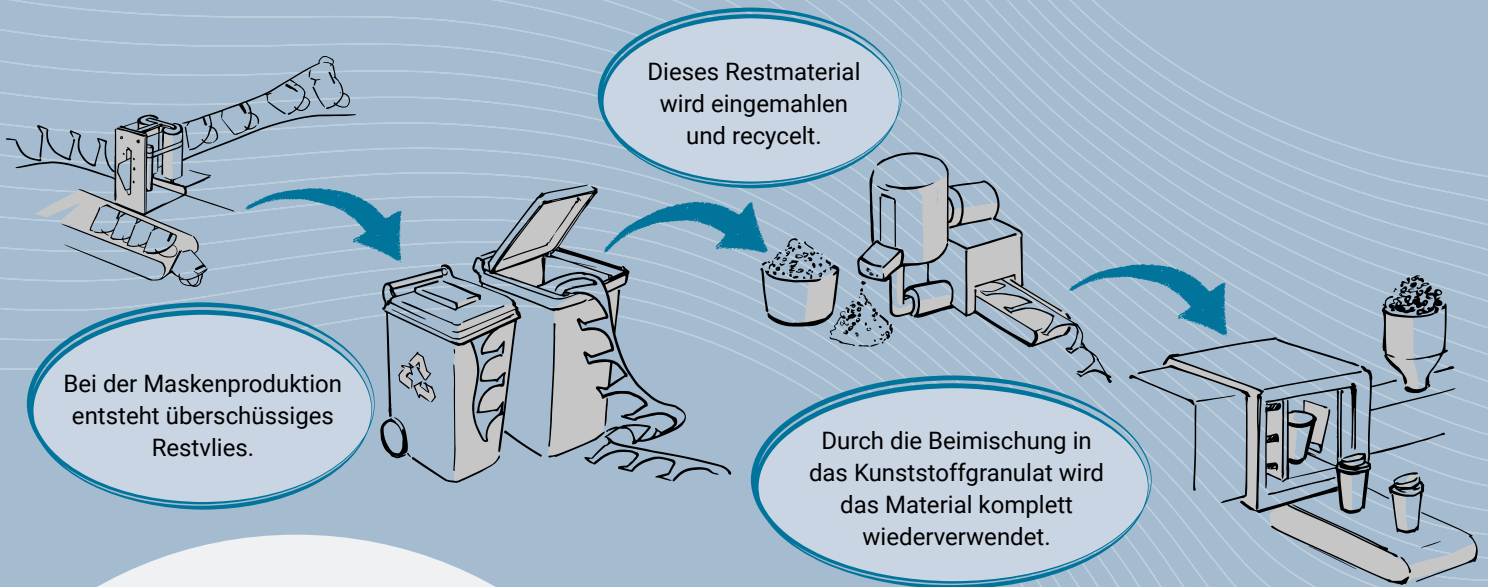 Bei der Maskenproduktion
entsteht überschüssiges
Restvlies.
Dieses Restmaterial
wird eingemahlen
und recycelt.
Durch die Beimischung in
das Kunststoffgranulat wird
das Material komplett
wiederverwendet.